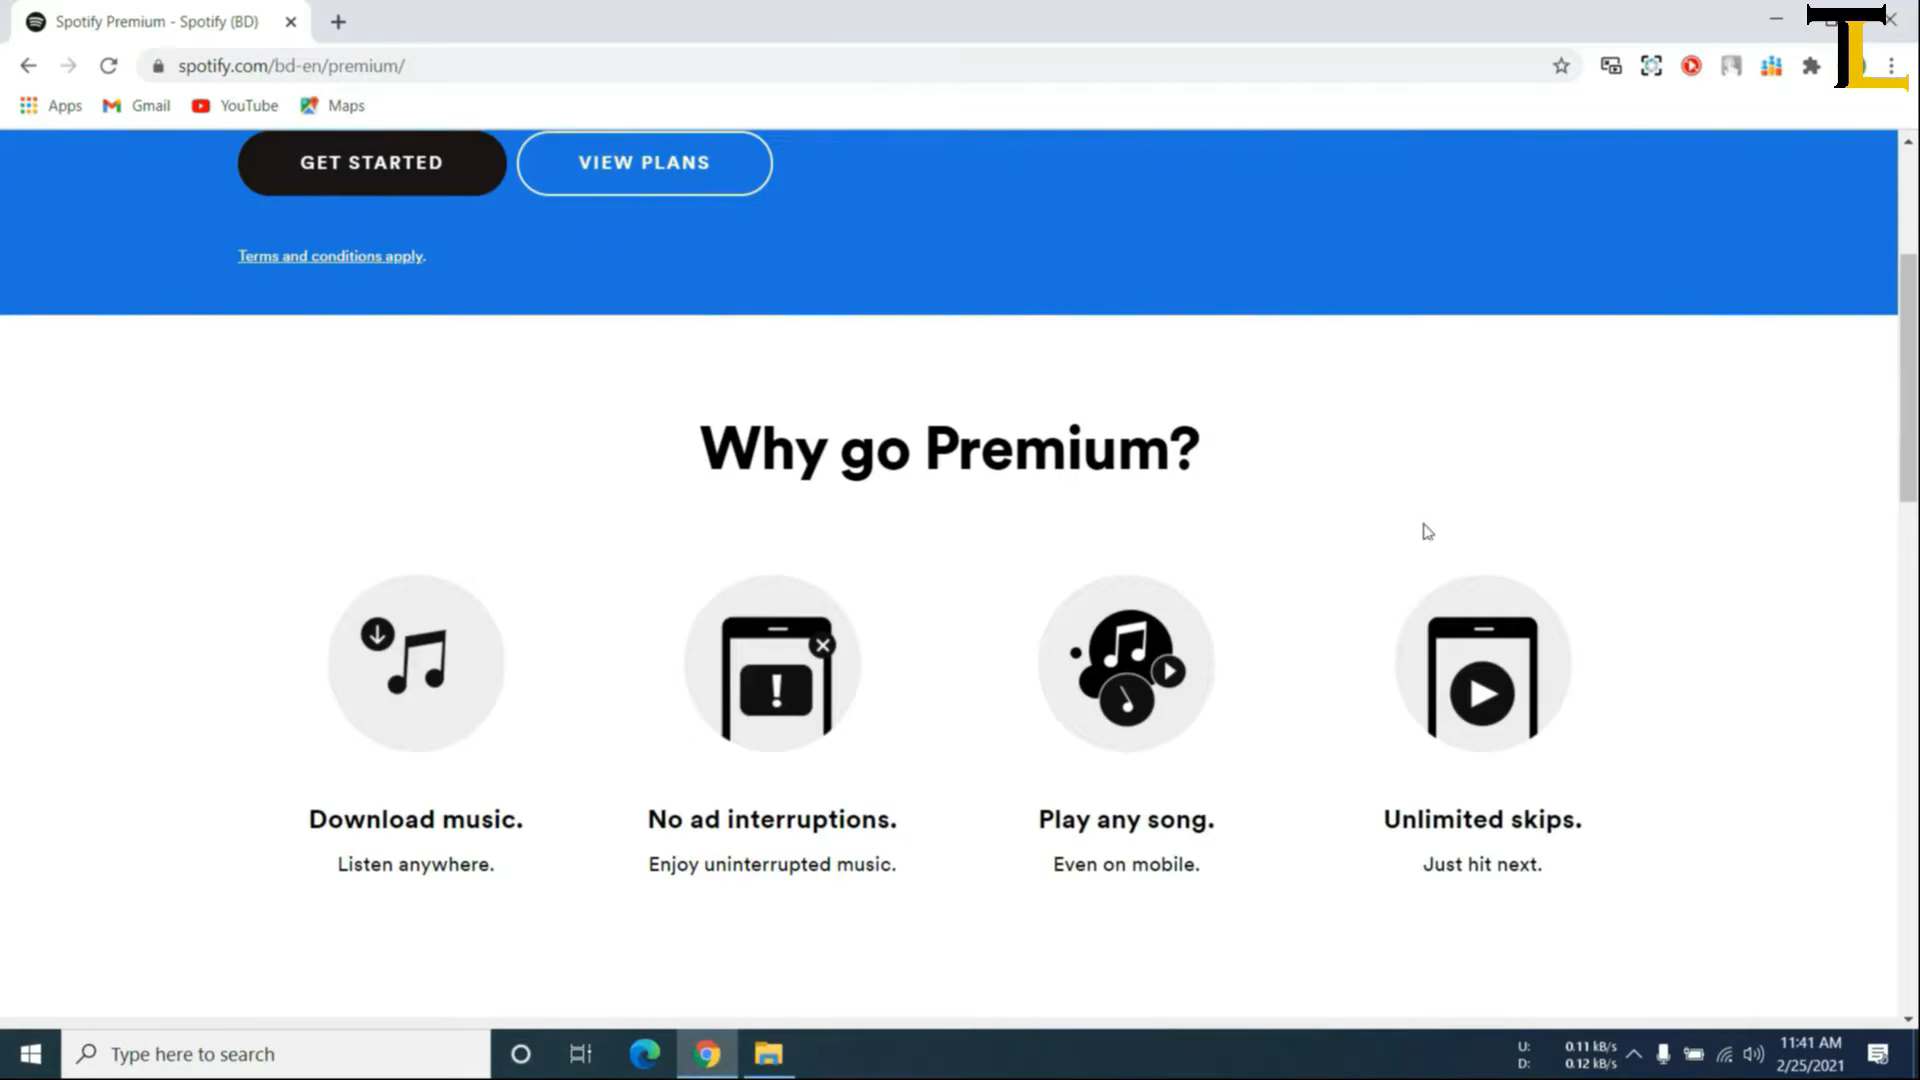 Spotify Premium - Spotify (BD)
TL
spotify.com/bd-en/premium/
Apps
Gmail
YouTube
Maps
GET STARTED
VIEW PLANS
Terms and conditions apply.
Why go Premium?
Download music.
No ad interruptions.
Play any song.
Unlimited skips.
Listen anywhere.
Enjoy uninterrupted music.
Even on mobile.
Just hit next.
Type here to search
U: 0.11 kB/s
D: 0.12 kB/s
11:41 AM
2/25/2021